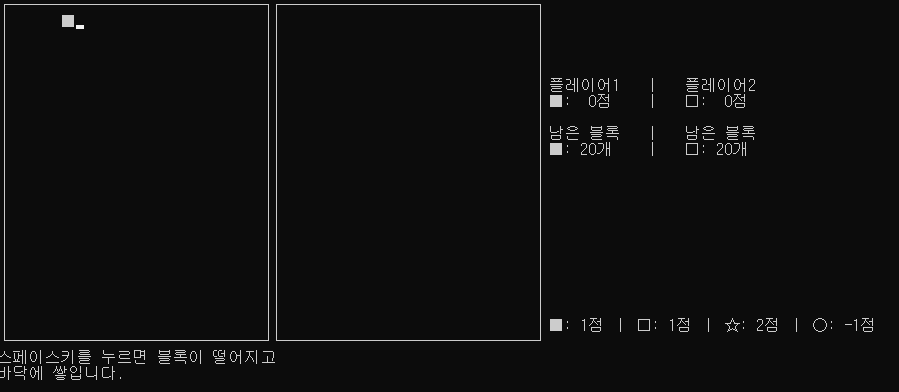 플레이어1 | 플레이어2
■: 0점 | □: 0점
남은 블록 | 남은 블록
■: 20개 | □: 20개
■: 1점 | □: 1점 | ☆: 2점 | ○: -1점
스페이스키를 누르면 블록이 떨어지고
바닥에 쌓입니다.